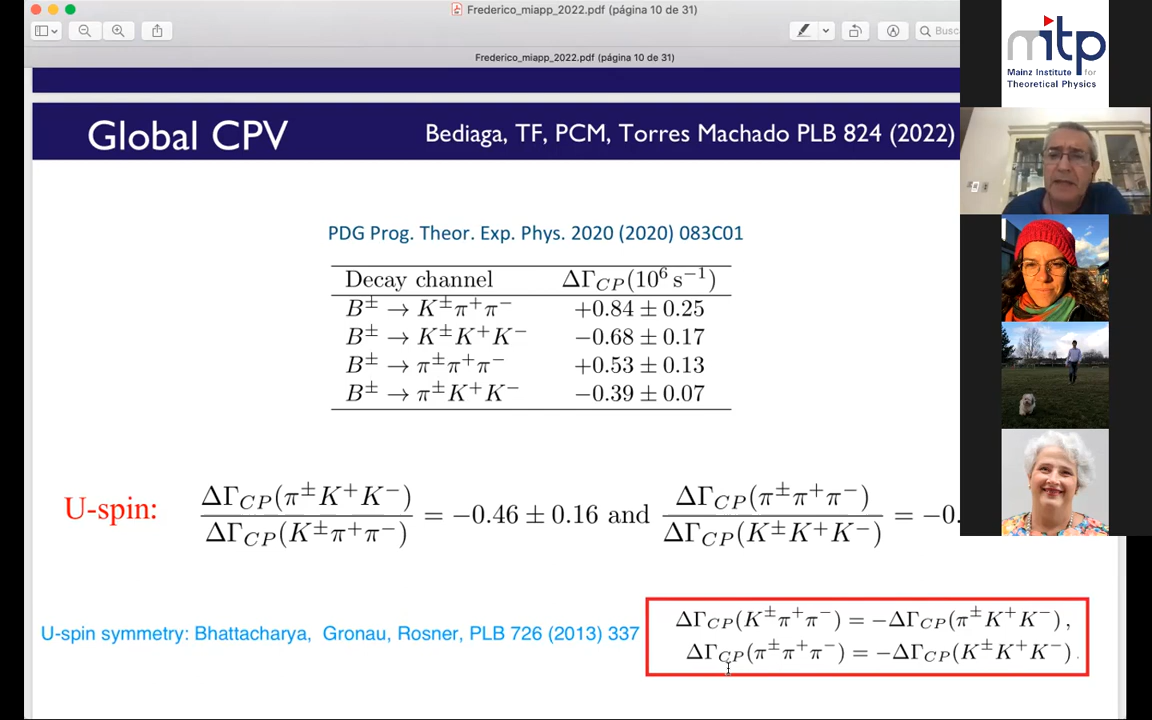 Frederico_miapp_2022.pdf (página 10 de 31)
Busc
Frederico_miapp_2022.pdf (página 10 de 31)
mitp
Mainz Institute for
Theoretical Physics
Global CPV
Bediaga, TF, PCM, Torres Machado PLB 824 (2022)
PDG Prog. Theor. Exp. Phys. 2020 (2020) 083C01
Decay channel ΔΓ_CP(10⁶ s⁻¹)
B± → K±π⁺π⁻ +0.84 ± 0.25
B± → K±K⁺K⁻ −0.68 ± 0.17
B± → π±π⁺π⁻ +0.53 ± 0.13
B± → π±K⁺K⁻ −0.39 ± 0.07
U-spin: ΔΓ_CP(π±K⁺K⁻)/ΔΓ_CP(K±π⁺π⁻) = −0.46 ± 0.16 and ΔΓ_CP(π±π⁺π⁻)/ΔΓ_CP(K±K⁺K⁻) = −0.
ΔΓ_CP(K±π⁺π⁻) = −ΔΓ_CP(π±K⁺K⁻) ,
U-spin symmetry: Bhattacharya, Gronau, Rosner, PLB 726 (2013) 337
ΔΓ_CP(π±π⁺π⁻) = −ΔΓ_CP(K±K⁺K⁻) .